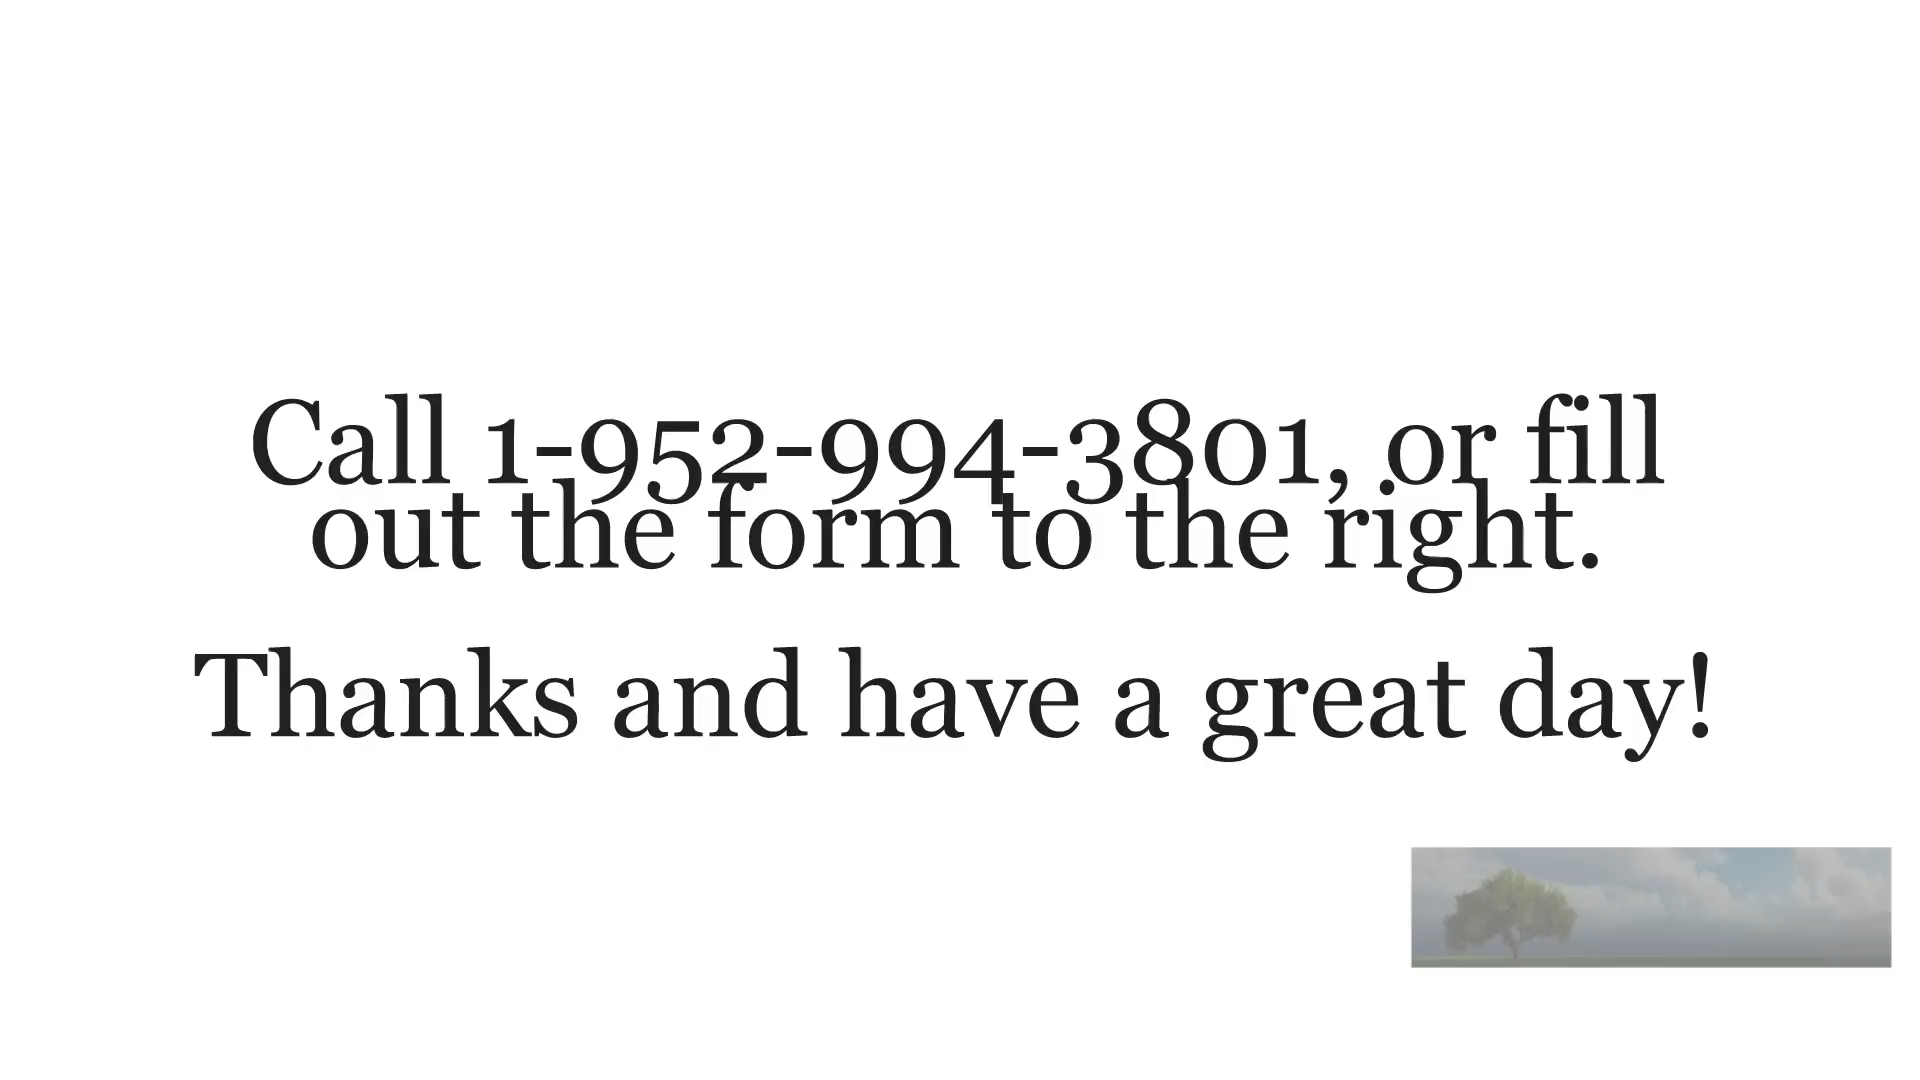 Call 1-952-994-3801, or fill
out the form to the right.
Thanks and have a great day!